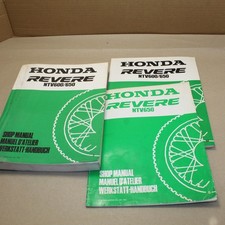 HONDA
REVERE
NTV600/650
SHOP MANUAL
MANUEL D'ATELIER
WERKSTATT-HANDBUCH
HONDA
REVERE
NTV600/650
HONDA
REVERE
NTV650
SHOP MANUAL
MANUEL D'ATELIER
WERKSTATT-HANDBUCH